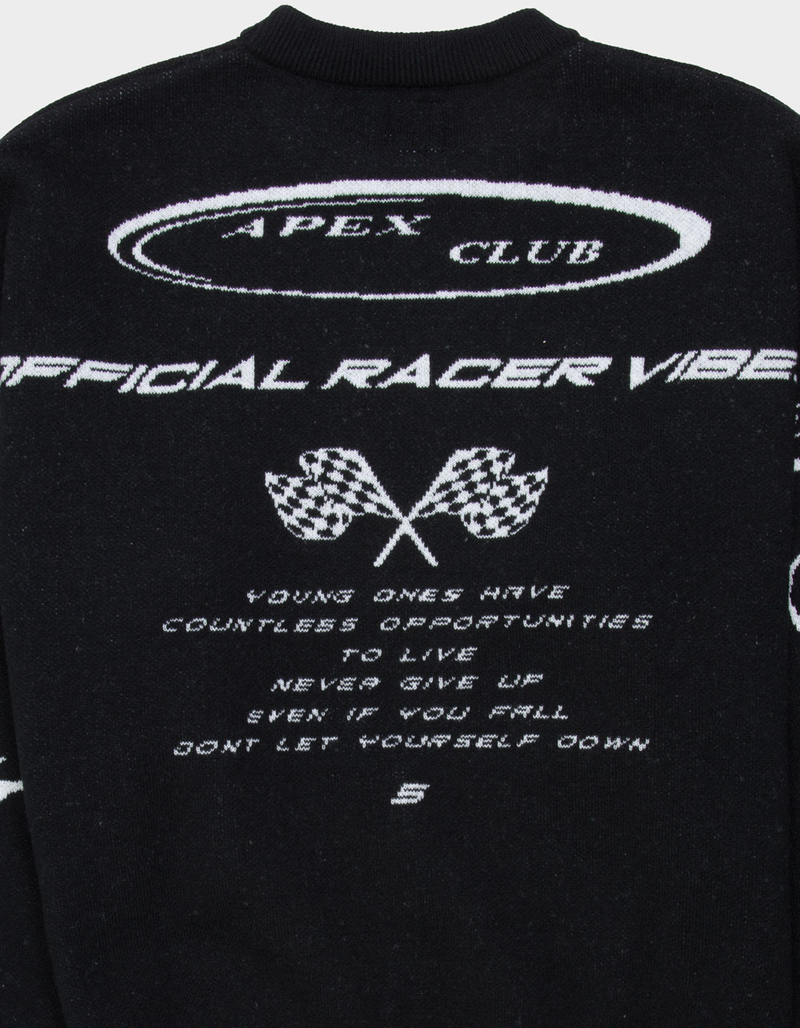 APEX
CLUB
OFFICIAL RACER VIBES
YOUNG ONES HAVE
COUNTLESS OPPORTUNITIES
TO LIVE
NEVER GIVE UP
EVEN IF YOU FALL
DONT LET YOURSELF DOWN
S